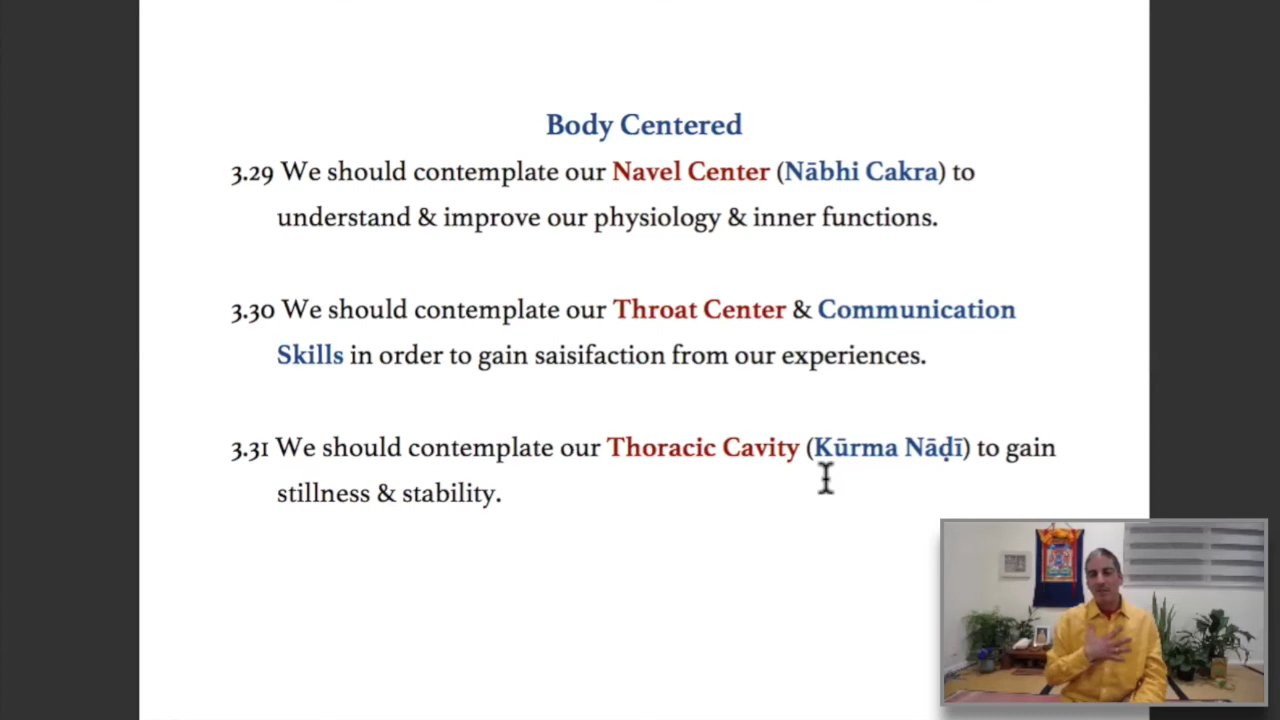 Body Centered
3.29 We should contemplate our Navel Center (Nābhi Cakra) to
understand & improve our physiology & inner functions.
3.30 We should contemplate our Throat Center & Communication
Skills in order to gain saisifaction from our experiences.
3.31 We should contemplate our Thoracic Cavity (Kūrma Nāḍī) to gain
stillness & stability.